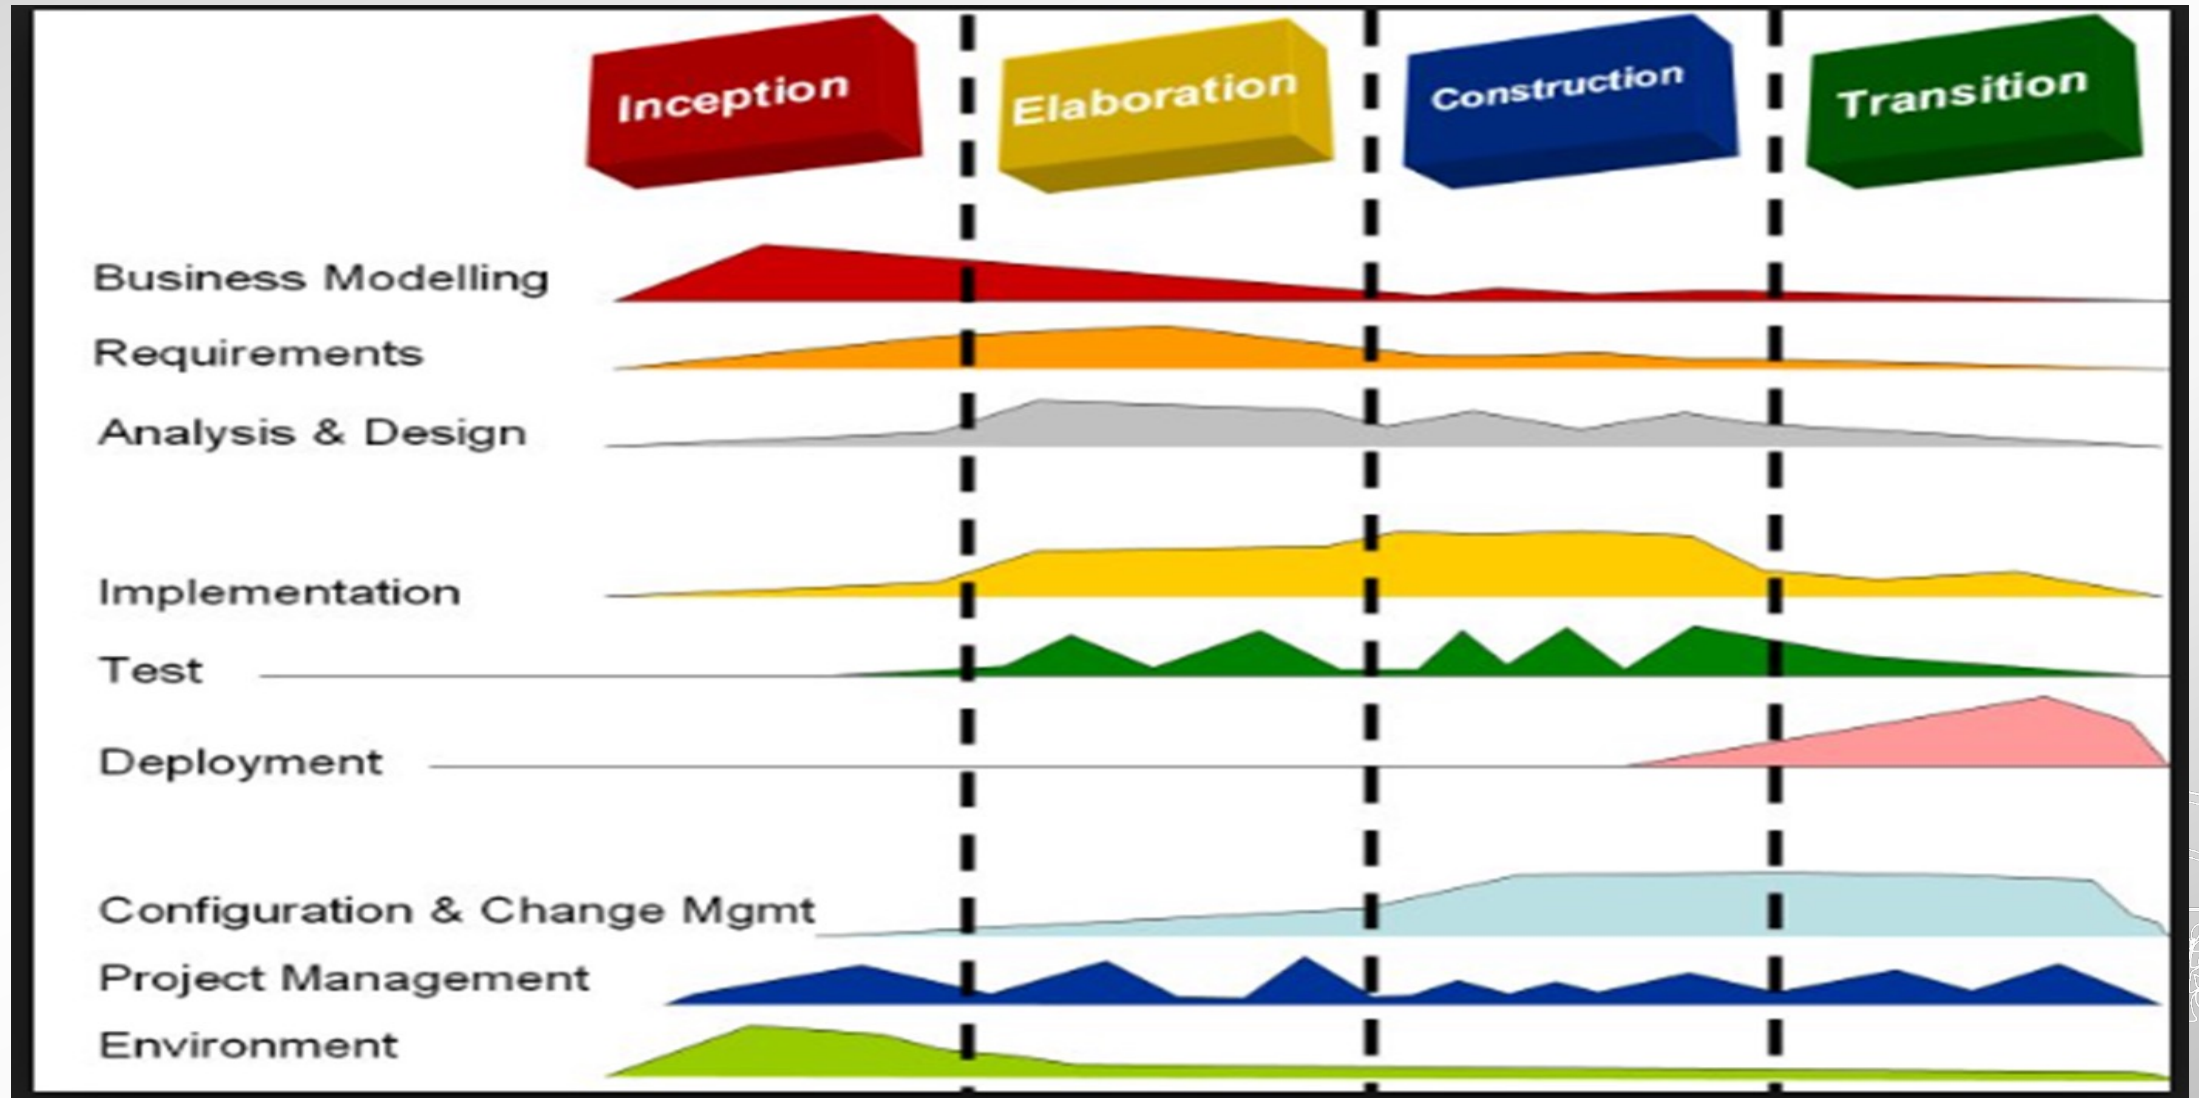 Inception
Elaboration
Construction
Transition
Business Modelling
Requirements
Analysis & Design
Implementation
Test
Deployment
Configuration & Change Mgmt
Project Management
Environment